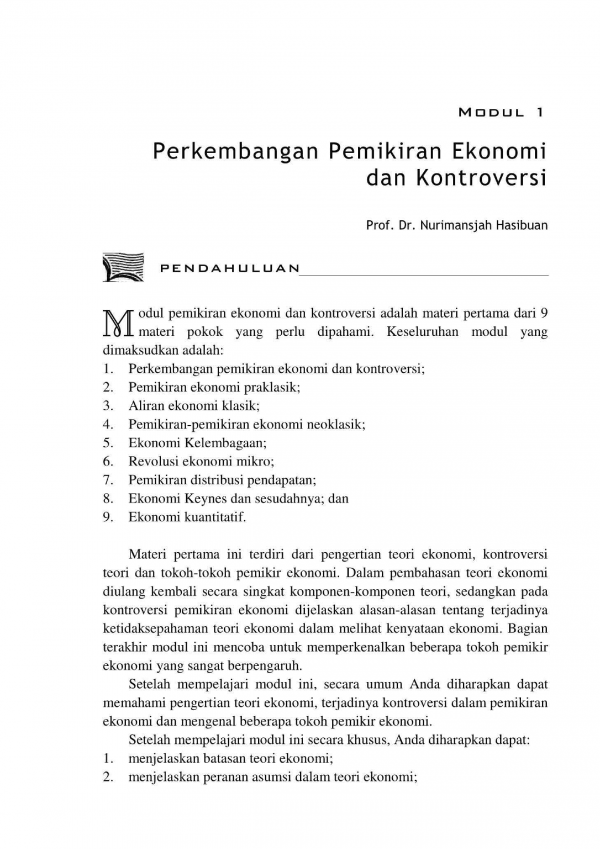 MODUL 1
Perkembangan Pemikiran Ekonomi
dan Kontroversi
Prof. Dr. Nurimansjah Hasibuan
PENDAHULUAN
Modul pemikiran ekonomi dan kontroversi adalah materi pertama dari 9
materi pokok yang perlu dipahami. Keseluruhan modul yang
dimaksudkan adalah:
1. Perkembangan pemikiran ekonomi dan kontroversi;
2. Pemikiran ekonomi praklasik;
3. Aliran ekonomi klasik;
4. Pemikiran-pemikiran ekonomi neoklasik;
5. Ekonomi Kelembagaan;
6. Revolusi ekonomi mikro;
7. Pemikiran distribusi pendapatan;
8. Ekonomi Keynes dan sesudahnya; dan
9. Ekonomi kuantitatif.
Materi pertama ini terdiri dari pengertian teori ekonomi, kontroversi
teori dan tokoh-tokoh pemikir ekonomi. Dalam pembahasan teori ekonomi
diulang kembali secara singkat komponen-komponen teori, sedangkan pada
kontroversi pemikiran ekonomi dijelaskan alasan-alasan tentang terjadinya
ketidaksepahaman teori ekonomi dalam melihat kenyataan ekonomi. Bagian
terakhir modul ini mencoba untuk memperkenalkan beberapa tokoh pemikir
ekonomi yang sangat berpengaruh.
Setelah mempelajari modul ini, secara umum Anda diharapkan dapat
memahami pengertian teori ekonomi, terjadinya kontroversi dalam pemikiran
ekonomi dan mengenal beberapa tokoh pemikir ekonomi.
Setelah mempelajari modul ini secara khusus, Anda diharapkan dapat:
1. menjelaskan batasan teori ekonomi;
2. menjelaskan peranan asumsi dalam teori ekonomi;